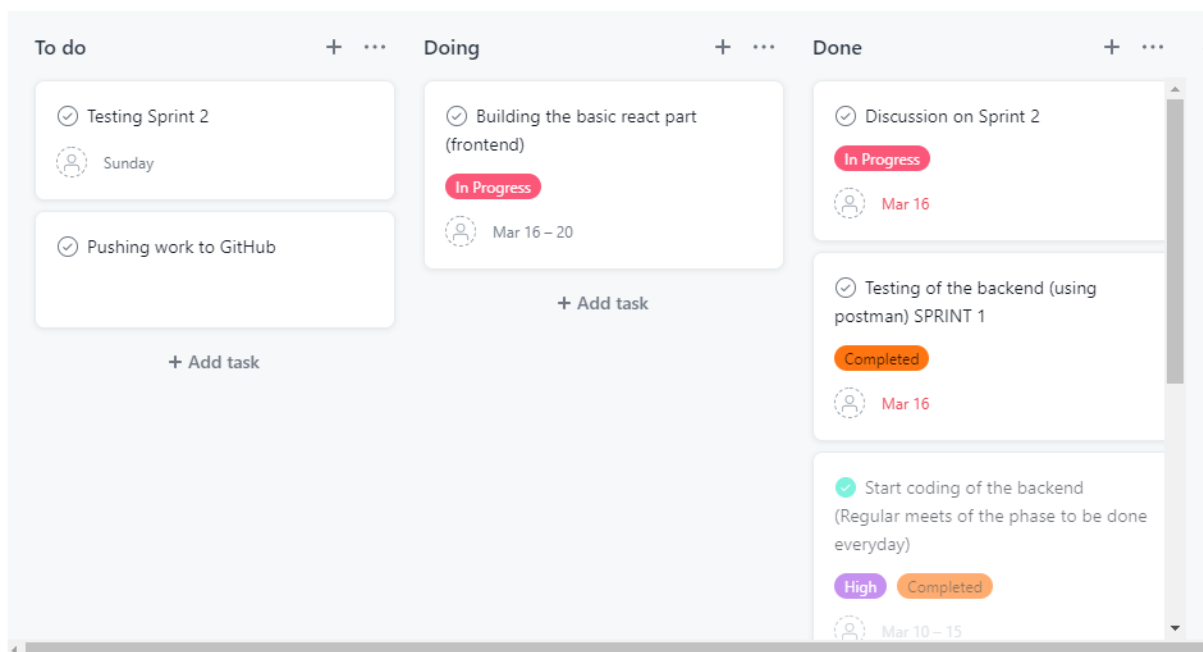 To do
Testing Sprint 2
Sunday
Pushing work to GitHub
+ Add task
Doing
Building the basic react part
(frontend)
In Progress
Mar 16 – 20
+ Add task
Done
Discussion on Sprint 2
In Progress
Mar 16
Testing of the backend (using
postman) SPRINT 1
Completed
Mar 16
Start coding of the backend
(Regular meets of the phase to be done
everyday)
High Completed
Mar 10 – 15